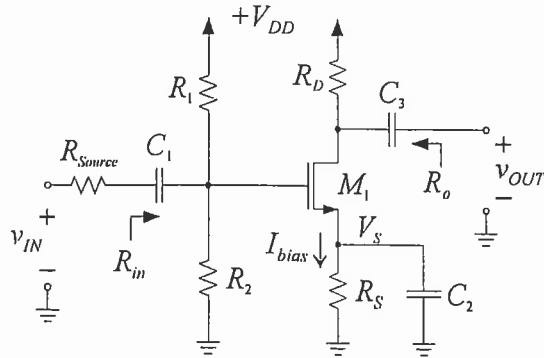 +V_DD
R_1
R_D
C_3
R_Source
C_1
+
v_OUT
−
R_o
M_1
+
v_IN
−
R_in
V_s
I_bias
R_2
R_S
C_2